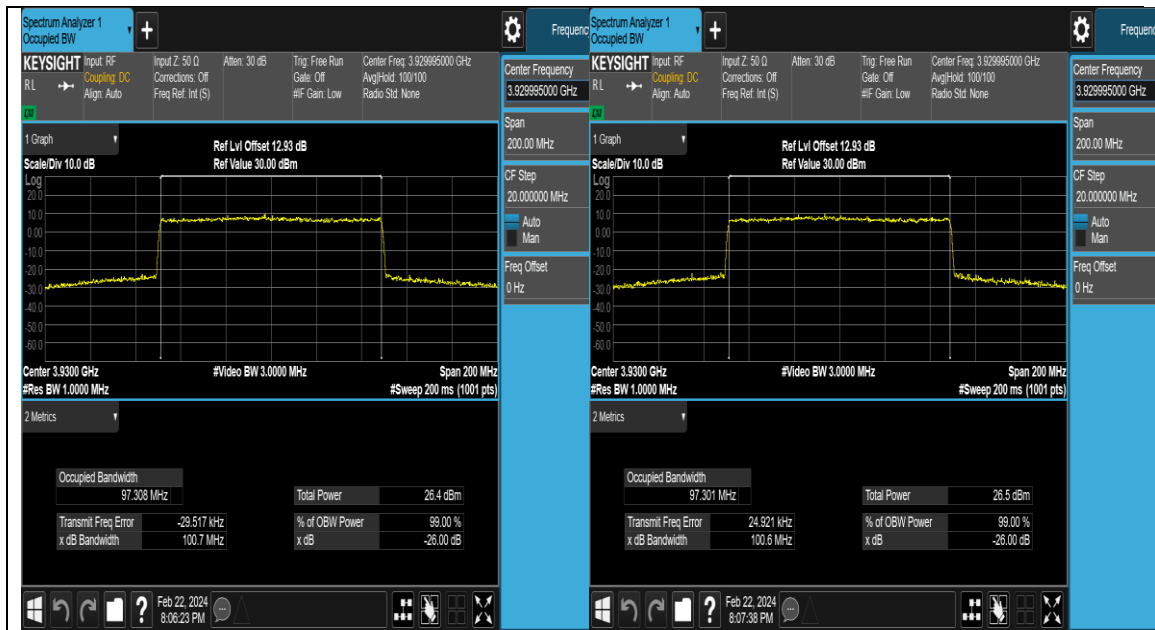 Spectrum Analyzer 1
Occupied BW
+
Frequenc
KEYSIGHT
R L
LNI
Input: RF
Coupling: DC
Align: Auto
Input Z: 50 Ω
Corrections: Off
Freq Ref: Int (S)
Atten: 30 dB
Trig: Free Run
Gate: Off
#IF Gain: Low
Center Freq: 3.929995000 GHz
Avg|Hold: 100/100
Radio Std: None
Center Frequency
3.929995000 GHz
Span
200.00 MHz
CF Step
20.000000 MHz
Auto
Man
Freq Offset
0 Hz
1 Graph
Scale/Div 10.0 dB
Ref Lvl Offset 12.93 dB
Ref Value 30.00 dBm
Log
20.0
10.0
0.00
-10.0
-20.0
-30.0
-40.0
-50.0
-60.0
Center 3.9300 GHz
#Res BW 1.0000 MHz
#Video BW 3.0000 MHz
Span 200 MHz
#Sweep 200 ms (1001 pts)
2 Metrics
Occupied Bandwidth
97.308 MHz
Transmit Freq Error -29.517 kHz
x dB Bandwidth 100.7 MHz
Total Power 26.4 dBm
% of OBW Power 99.00 %
x dB -26.00 dB
?
Feb 22, 2024
8:06:23 PM
Spectrum Analyzer 1
Occupied BW
+
Frequenc
KEYSIGHT
R L
Input: RF
Coupling: DC
Align: Auto
Input Z: 50 Ω
Corrections: Off
Freq Ref: Int (S)
Atten: 30 dB
Trig: Free Run
Gate: Off
#IF Gain: Low
Center Freq: 3.929995000 GHz
Avg|Hold: 100/100
Radio Std: None
Center Frequency
3.929995000 GHz
Span
200.00 MHz
CF Step
20.000000 MHz
Auto
Man
Freq Offset
0 Hz
1 Graph
Scale/Div 10.0 dB
Ref Lvl Offset 12.93 dB
Ref Value 30.00 dBm
Log
20.0
10.0
0.00
-10.0
-20.0
-30.0
-40.0
-50.0
-60.0
Center 3.9300 GHz
#Res BW 1.0000 MHz
#Video BW 3.0000 MHz
Span 200 MHz
#Sweep 200 ms (1001 pts)
2 Metrics
Occupied Bandwidth
97.301 MHz
Transmit Freq Error 24.921 kHz
x dB Bandwidth 100.6 MHz
Total Power 26.5 dBm
% of OBW Power 99.00 %
x dB -26.00 dB
?
Feb 22, 2024
8:07:38 PM